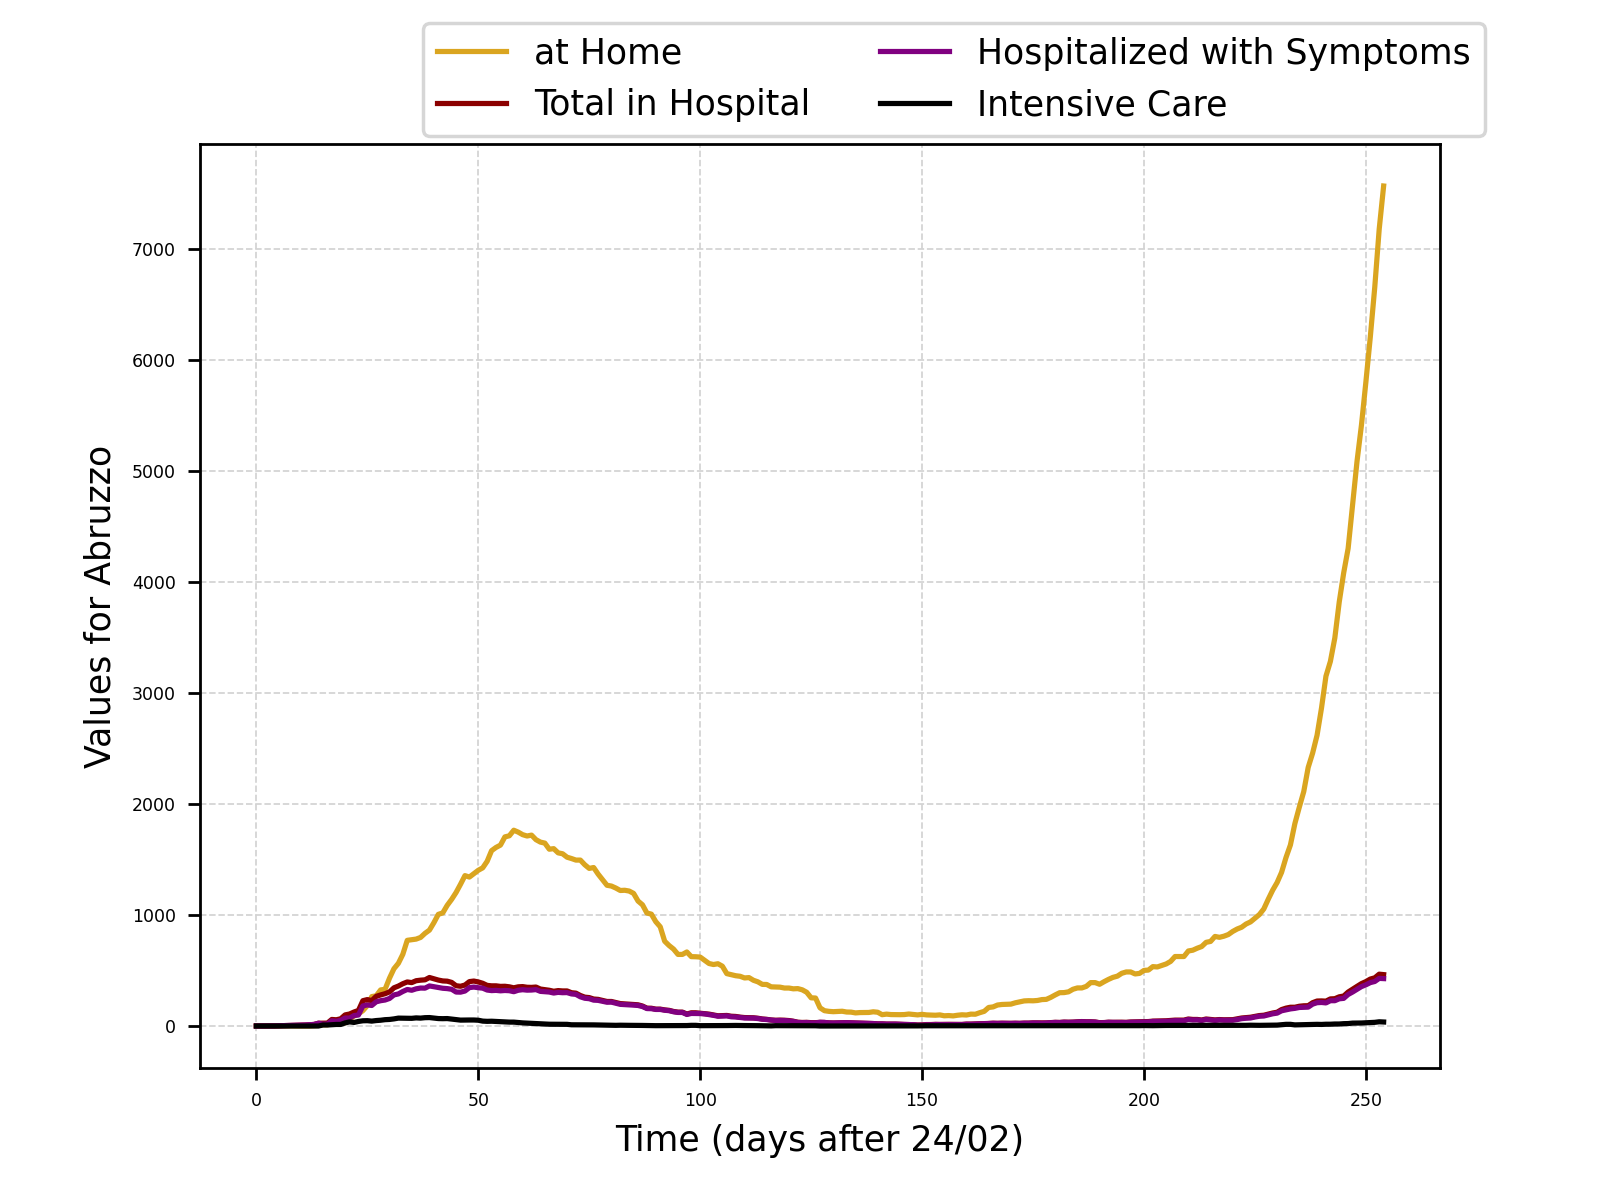 at Home
Total in Hospital
Hospitalized with Symptoms
Intensive Care
Values for Abruzzo
7000
6000
5000
4000
3000
2000
1000
0
0 50 100 150 200 250
Time (days after 24/02)